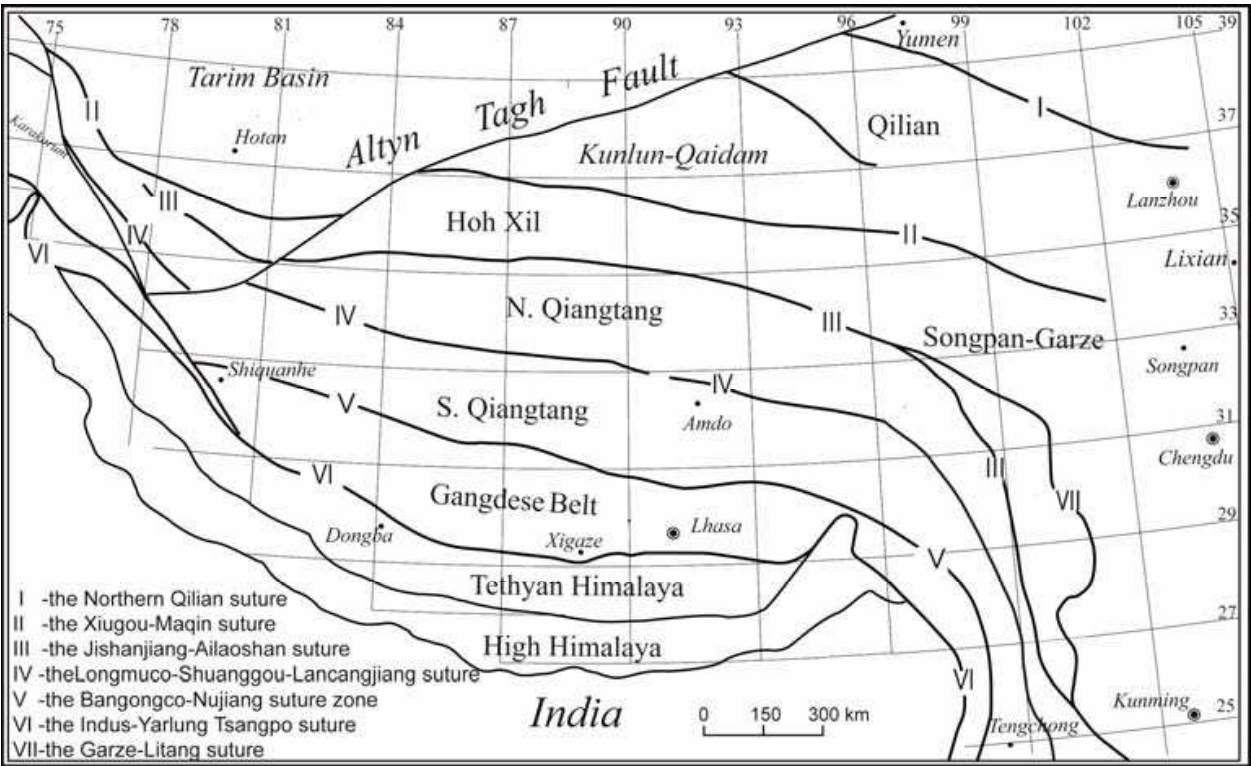 75 78 81 84 87 90 93 96 99 102 105 39
Yumen
Tarim Basin
Altyn Tagh Fault
II
I
Karakorum
Hotan
Qilian
37
Kunlun-Qaidam
III
Lanzhou
IV
Hoh Xil
35
VI
II
Lixian
IV
N. Qiangtang
III
33
Songpan-Garze
Shiquanhe
IV
Songpan
V
S. Qiangtang
Amdo
31
Chengdu
VI
III
Gangdese Belt
VII
29
Dongba
Xigaze
Lhasa
V
Tethyan Himalaya
27
High Himalaya
VI
India
0 150 300 km
Tengchong
Kunming
25
I -the Northern Qilian suture
II -the Xiugou-Maqin suture
III -the Jishanjiang-Ailaoshan suture
IV -theLongmuco-Shuanggou-Lancangjiang suture
V -the Bangongco-Nujiang suture zone
VI -the Indus-Yarlung Tsangpo suture
VII-the Garze-Litang suture